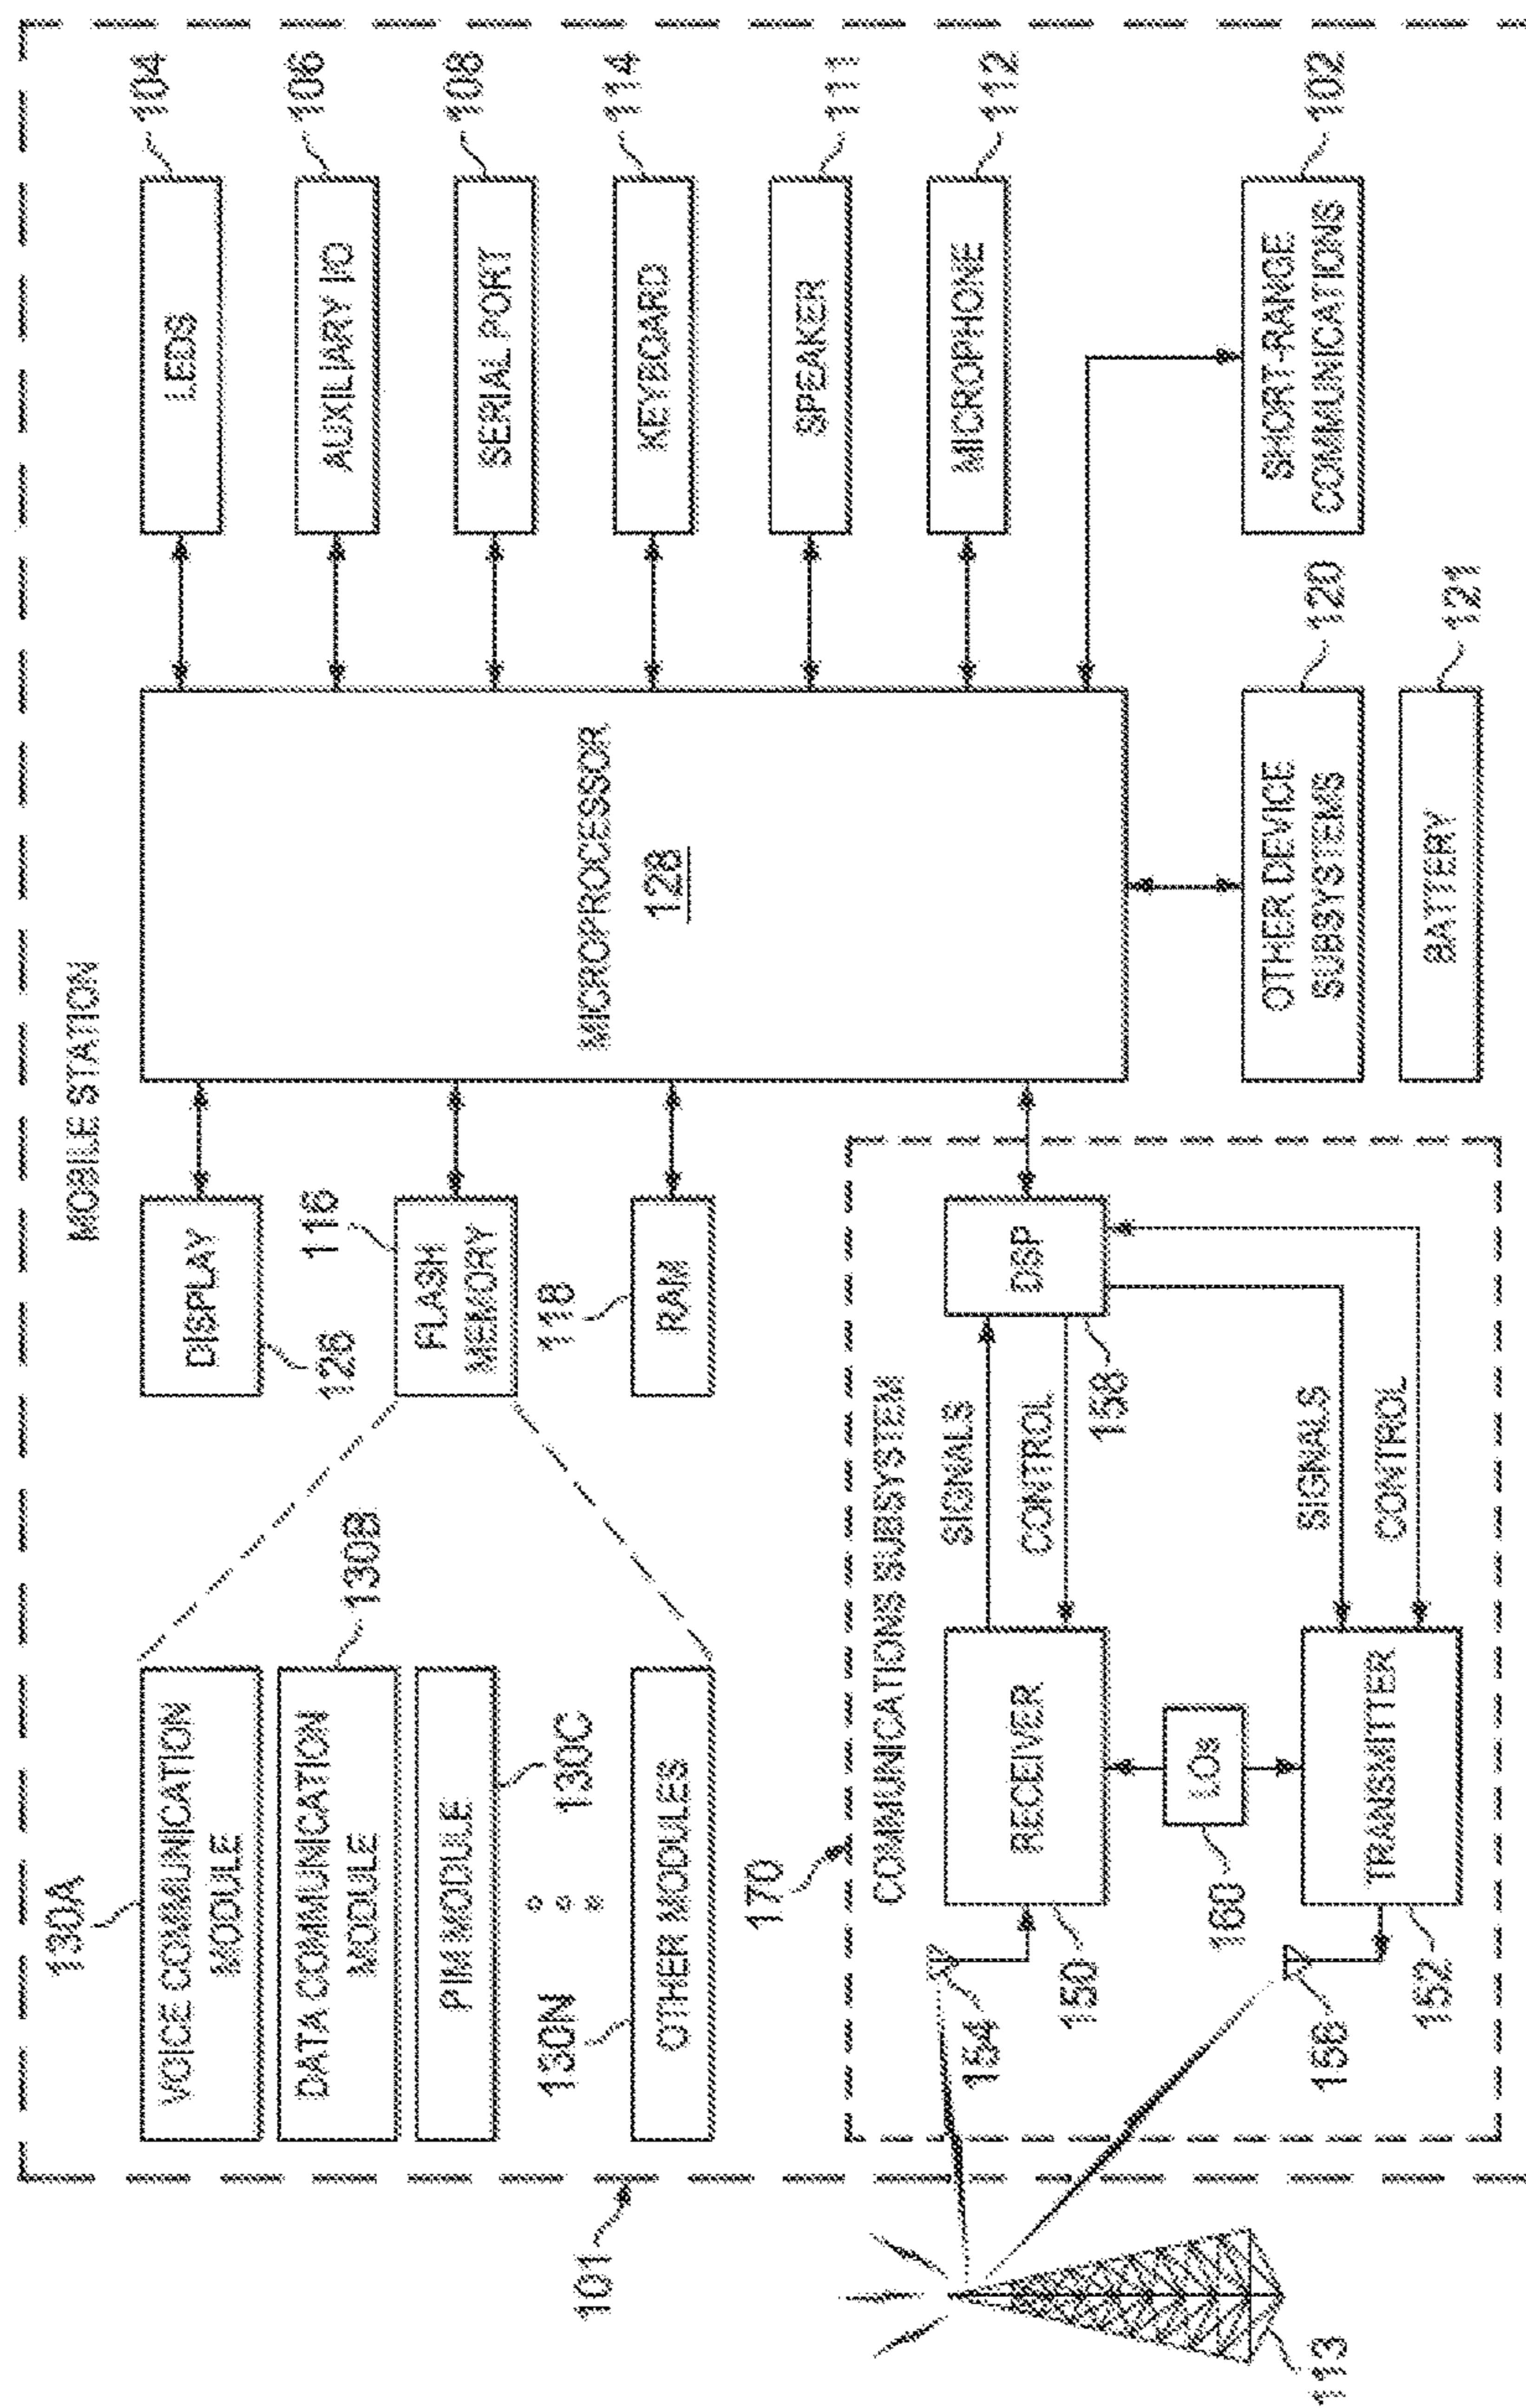 MOBILE STATION
101
130A
VOICE COMMUNICATION
MODULE
130B
DATA COMMUNICATION
MODULE
PIM MODULE
130C
130N
OTHER MODULES
DISPLAY
126
116
FLASH
MEMORY
118
RAM
MICROPROCESSOR
128
LEDS
104
AUXILIARY I/O
106
SERIAL PORT
108
KEYBOARD
114
SPEAKER
111
MICROPHONE
112
SHORT-RANGE
COMMUNICATIONS
102
OTHER DEVICE
SUBSYSTEMS
120
BATTERY
121
170
COMMUNICATIONS SUBSYSTEM
154
RECEIVER
150
SIGNALS
CONTROL
DSP
158
LOs
160
156
TRANSMITTER
152
SIGNALS
CONTROL
113